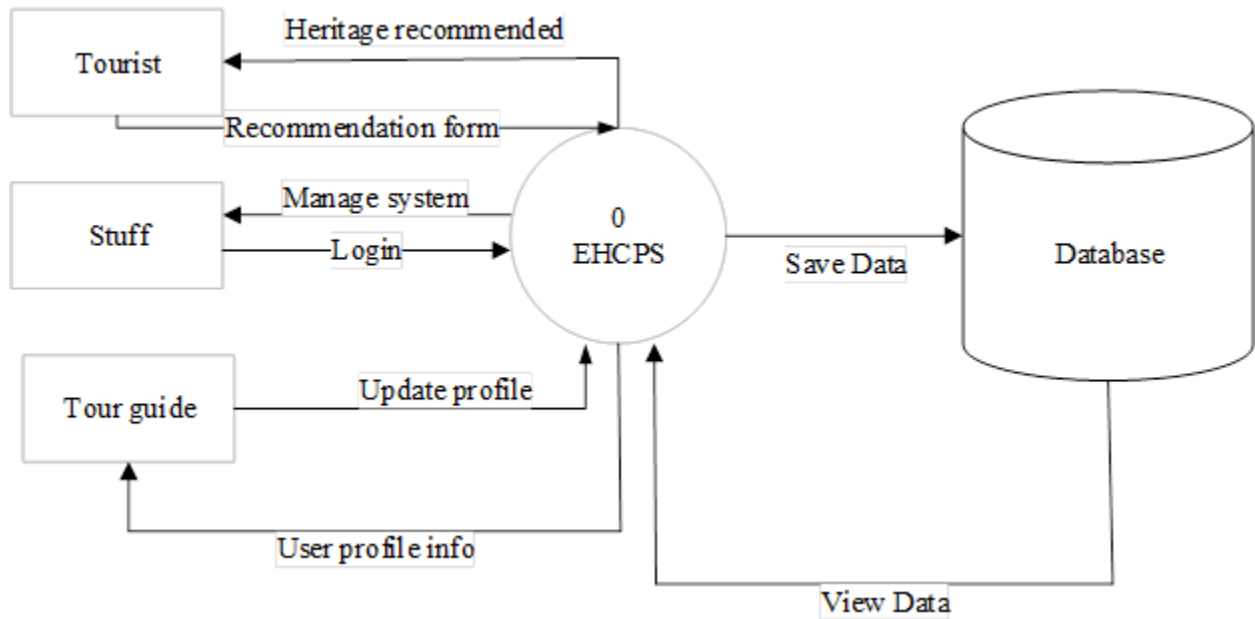 Heritage recommended
Tourist
Recommendation form
Manage system
Stuff
Login
0
EHCPS
Save Data
Database
Update profile
Tour guide
User profile info
View Data